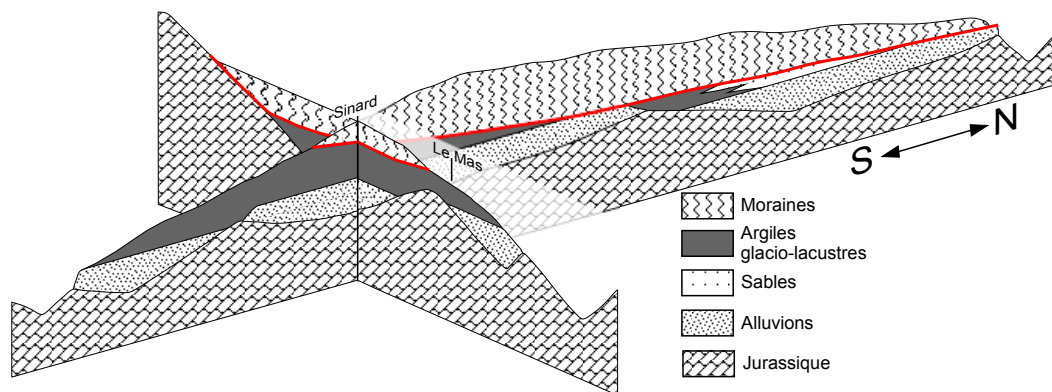 Sinard
Le Mas
S
N
Moraines
Argiles
glacio-lacustres
Sables
Alluvions
Jurassique